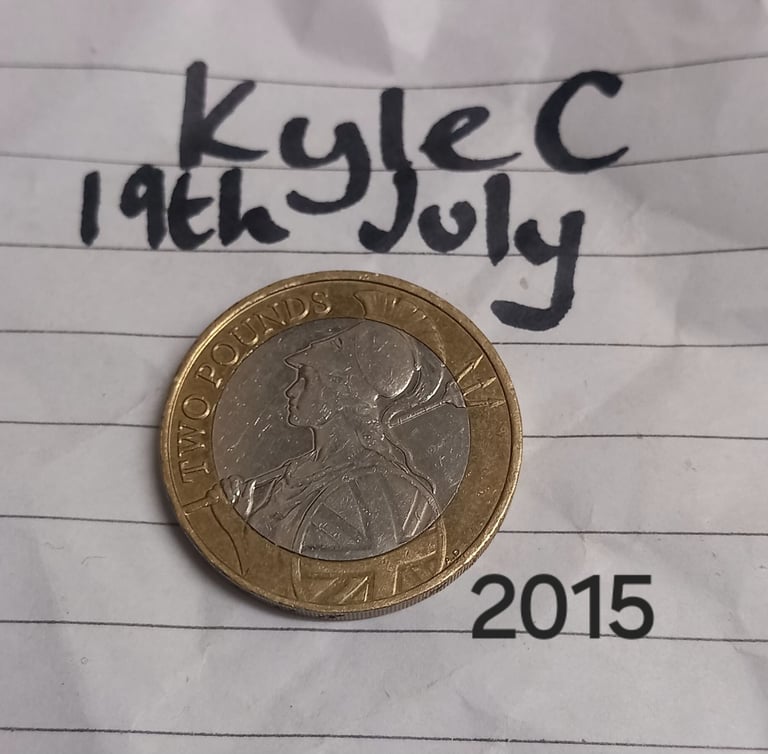 Kyle C
19th July
TWO POUNDS
2015